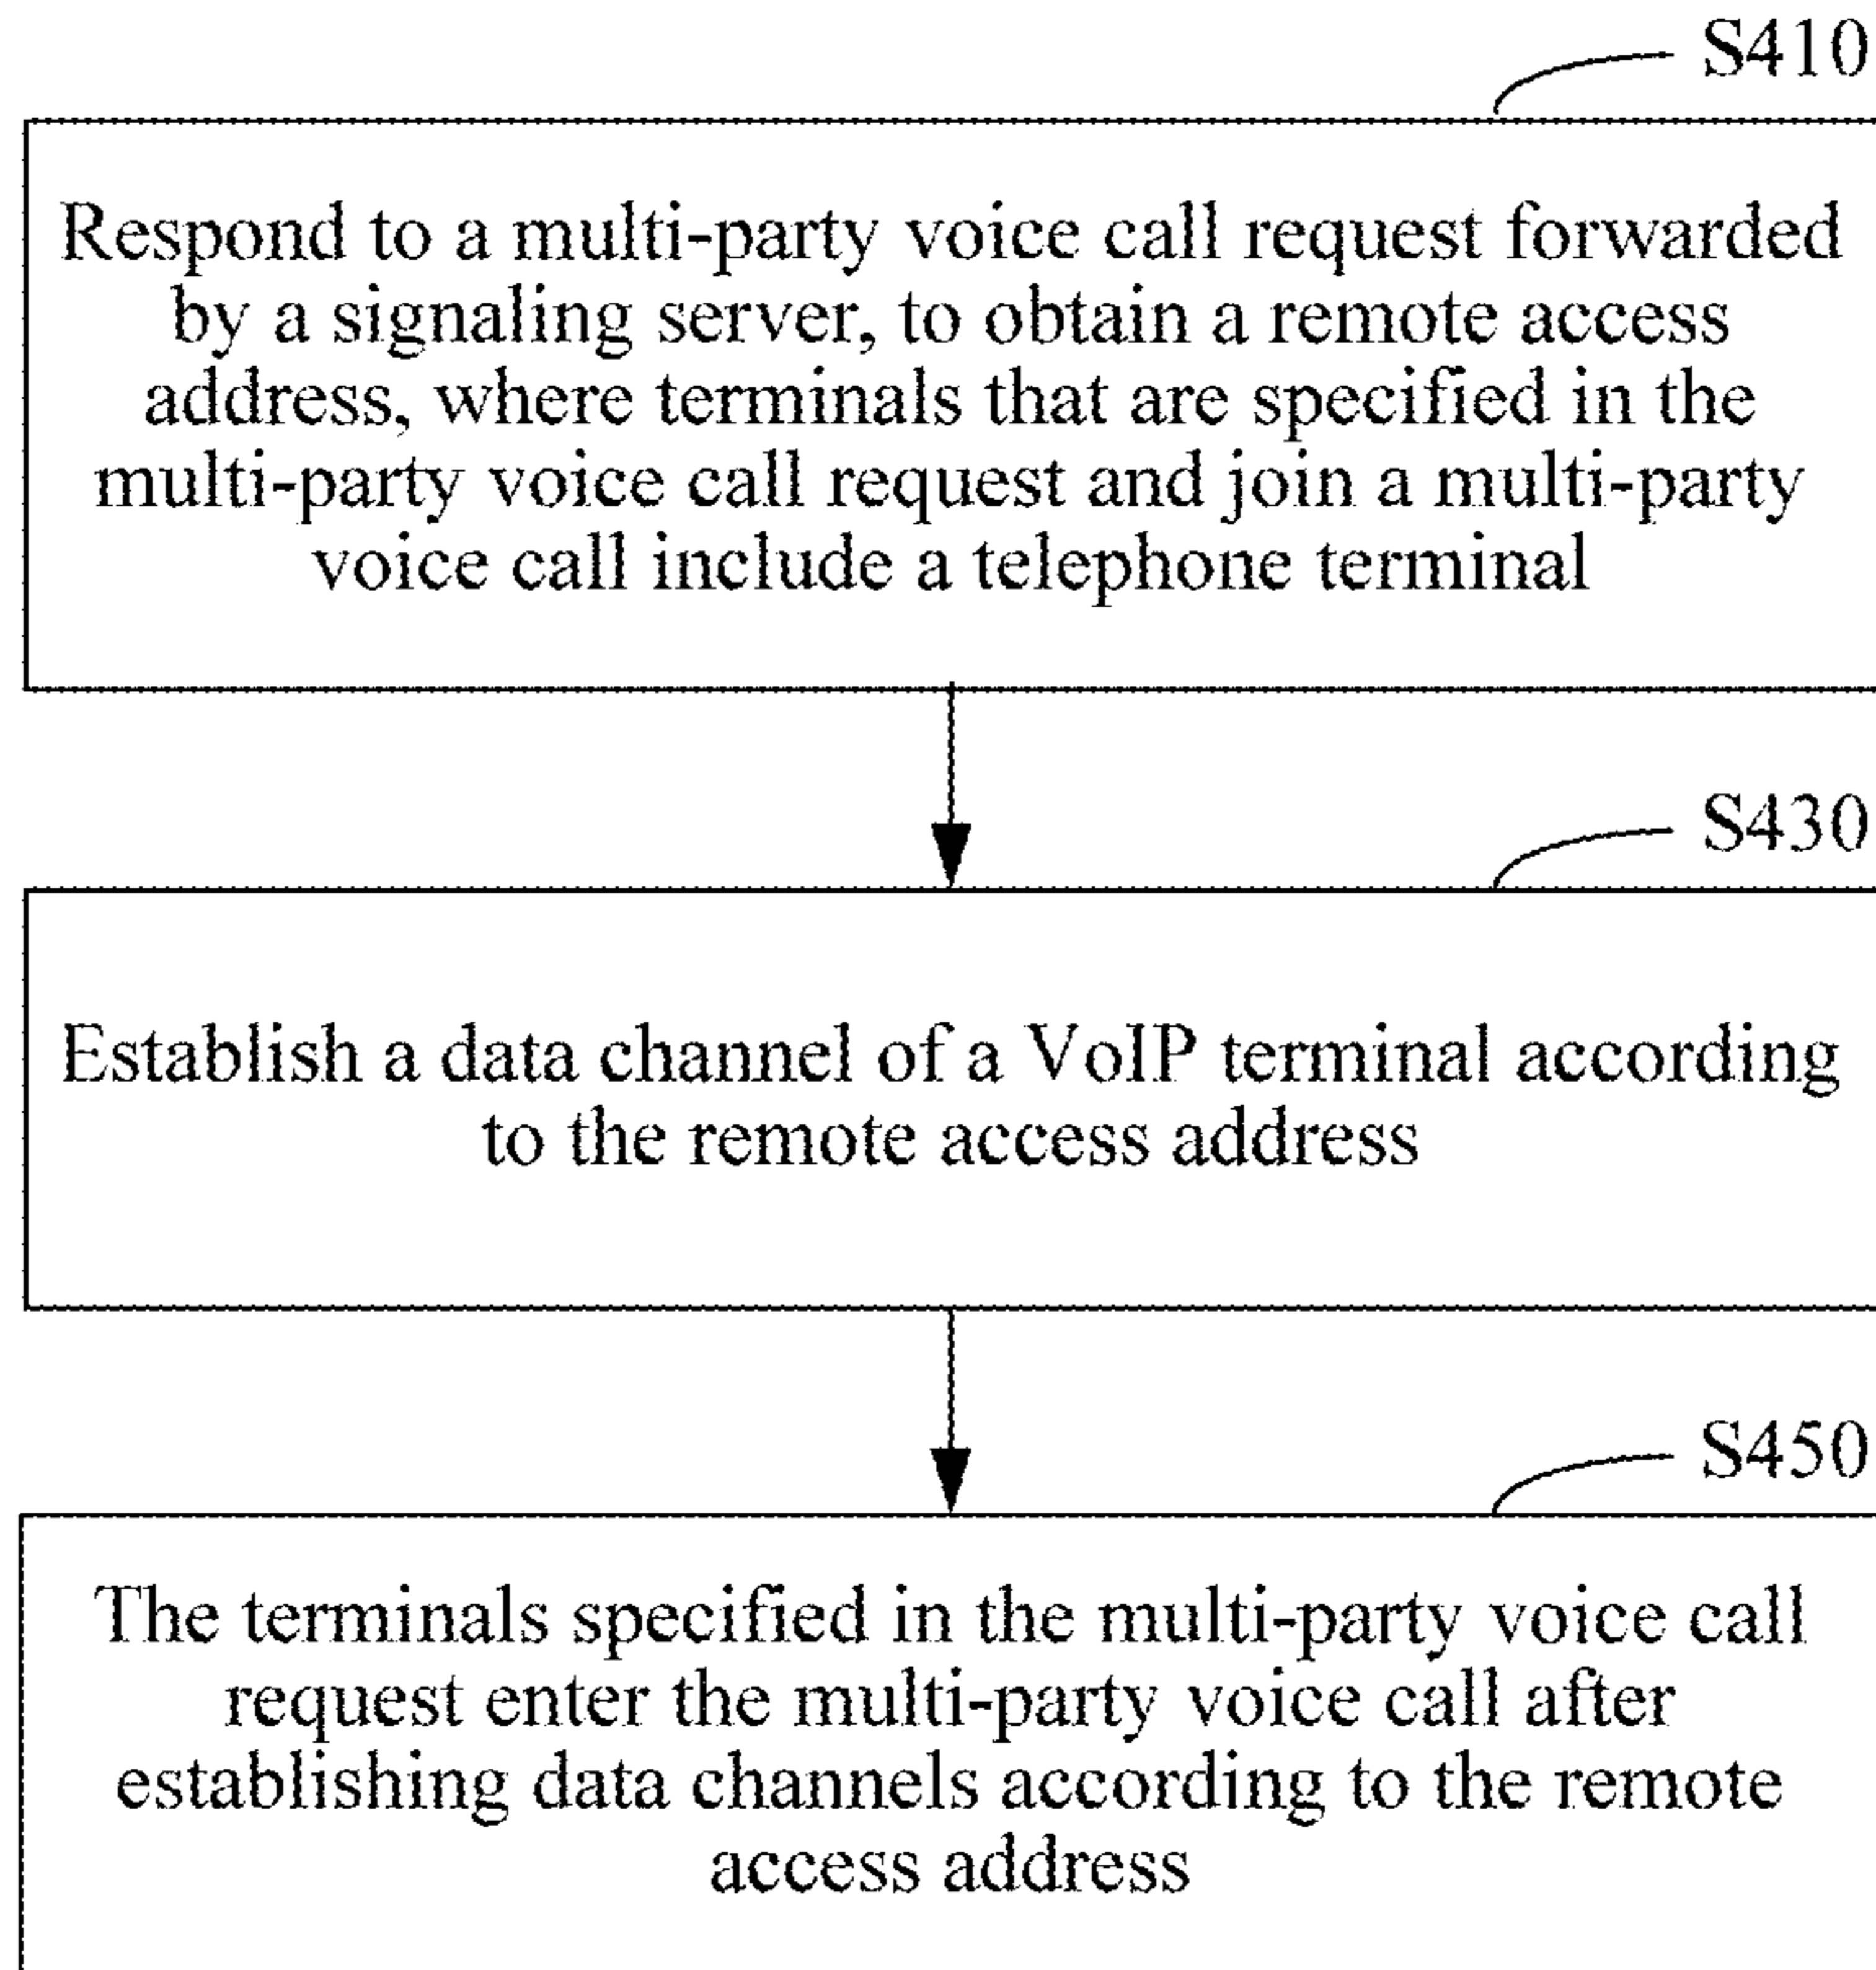 S410
Respond to a multi-party voice call request forwarded
by a signaling server, to obtain a remote access
address, where terminals that are specified in the
multi-party voice call request and join a multi-party
voice call include a telephone terminal
S430
Establish a data channel of a VoIP terminal according
to the remote access address
S450
The terminals specified in the multi-party voice call
request enter the multi-party voice call after
establishing data channels according to the remote
access address